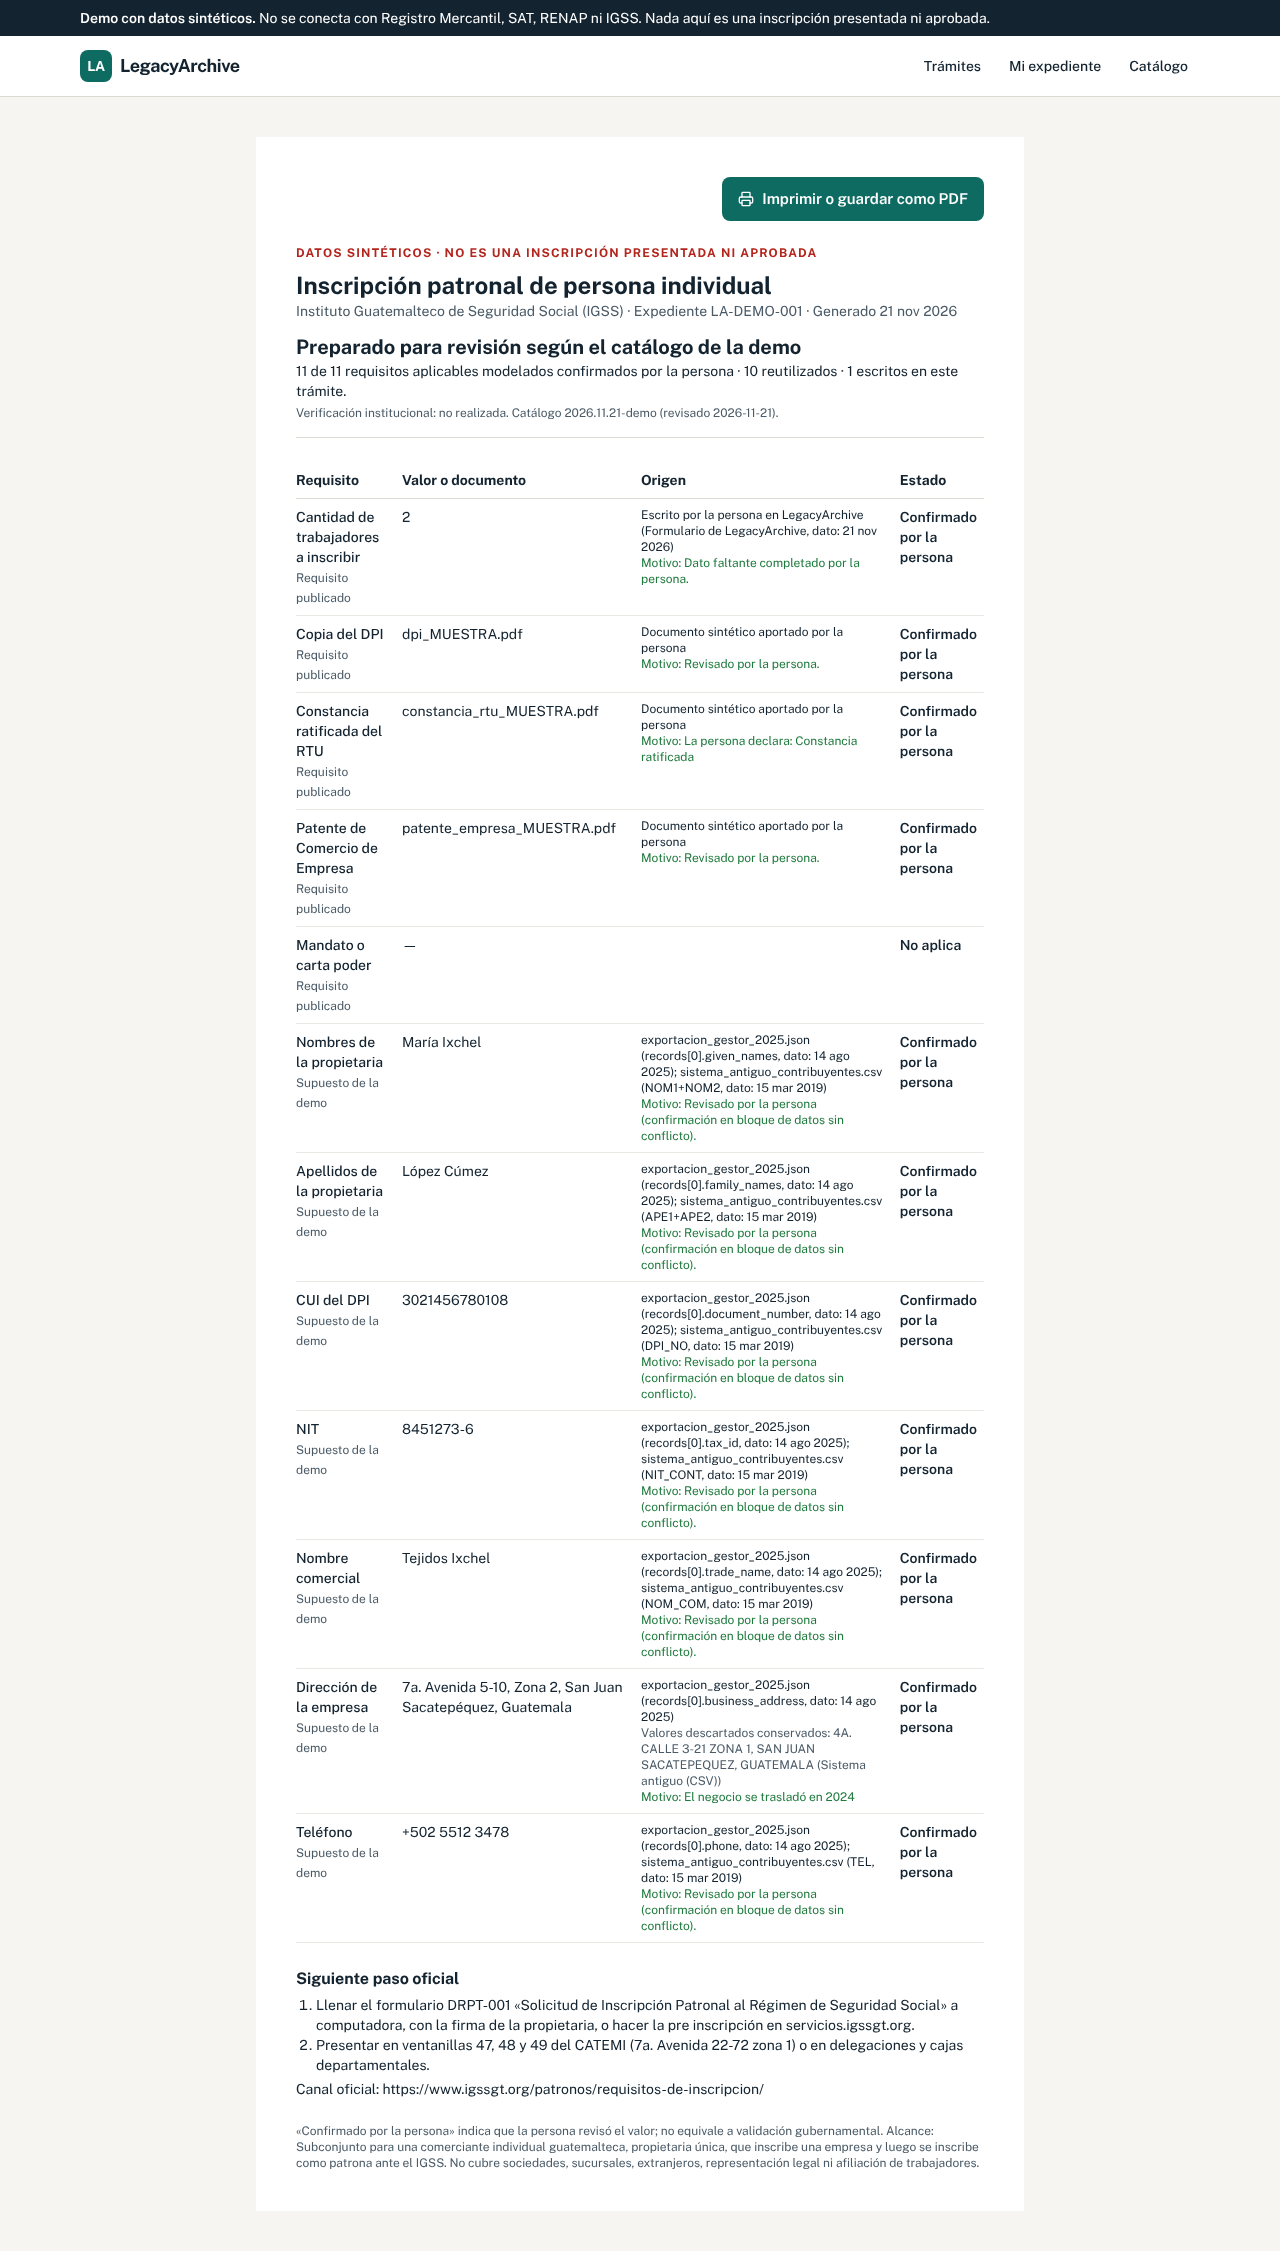 Demo con datos sintéticos. No se conecta con Registro Mercantil, SAT, RENAP ni IGSS. Nada aquí es una inscripción presentada ni aprobada.
LA LegacyArchive
Trámites Mi expediente Catálogo
Imprimir o guardar como PDF
DATOS SINTÉTICOS · NO ES UNA INSCRIPCIÓN PRESENTADA NI APROBADA
Inscripción patronal de persona individual
Instituto Guatemalteco de Seguridad Social (IGSS) · Expediente LA-DEMO-001 · Generado 21 nov 2026
Preparado para revisión según el catálogo de la demo
11 de 11 requisitos aplicables modelados confirmados por la persona · 10 reutilizados · 1 escritos en este
trámite.
Verificación institucional: no realizada. Catálogo 2026.11.21-demo (revisado 2026-11-21).
Requisito Valor o documento Origen Estado
Cantidad de
trabajadores
a inscribir
Requisito
publicado
2
Escrito por la persona en LegacyArchive
(Formulario de LegacyArchive, dato: 21 nov
2026)
Motivo: Dato faltante completado por la
persona.
Confirmado
por la
persona
Copia del DPI
Requisito
publicado
dpi_MUESTRA.pdf
Documento sintético aportado por la
persona
Motivo: Revisado por la persona.
Confirmado
por la
persona
Constancia
ratificada del
RTU
Requisito
publicado
constancia_rtu_MUESTRA.pdf
Documento sintético aportado por la
persona
Motivo: La persona declara: Constancia
ratificada
Confirmado
por la
persona
Patente de
Comercio de
Empresa
Requisito
publicado
patente_empresa_MUESTRA.pdf
Documento sintético aportado por la
persona
Motivo: Revisado por la persona.
Confirmado
por la
persona
Mandato o
carta poder
Requisito
publicado
—
No aplica
Nombres de
la propietaria
Supuesto de la
demo
María Ixchel
exportacion_gestor_2025.json
(records[0].given_names, dato: 14 ago
2025); sistema_antiguo_contribuyentes.csv
(NOM1+NOM2, dato: 15 mar 2019)
Motivo: Revisado por la persona
(confirmación en bloque de datos sin
conflicto).
Confirmado
por la
persona
Apellidos de
la propietaria
Supuesto de la
demo
López Cúmez
exportacion_gestor_2025.json
(records[0].family_names, dato: 14 ago
2025); sistema_antiguo_contribuyentes.csv
(APE1+APE2, dato: 15 mar 2019)
Motivo: Revisado por la persona
(confirmación en bloque de datos sin
conflicto).
Confirmado
por la
persona
CUI del DPI
Supuesto de la
demo
3021456780108
exportacion_gestor_2025.json
(records[0].document_number, dato: 14 ago
2025); sistema_antiguo_contribuyentes.csv
(DPI_NO, dato: 15 mar 2019)
Motivo: Revisado por la persona
(confirmación en bloque de datos sin
conflicto).
Confirmado
por la
persona
NIT
Supuesto de la
demo
8451273-6
exportacion_gestor_2025.json
(records[0].tax_id, dato: 14 ago 2025);
sistema_antiguo_contribuyentes.csv
(NIT_CONT, dato: 15 mar 2019)
Motivo: Revisado por la persona
(confirmación en bloque de datos sin
conflicto).
Confirmado
por la
persona
Nombre
comercial
Supuesto de la
demo
Tejidos Ixchel
exportacion_gestor_2025.json
(records[0].trade_name, dato: 14 ago 2025);
sistema_antiguo_contribuyentes.csv
(NOM_COM, dato: 15 mar 2019)
Motivo: Revisado por la persona
(confirmación en bloque de datos sin
conflicto).
Confirmado
por la
persona
Dirección de
la empresa
Supuesto de la
demo
7a. Avenida 5-10, Zona 2, San Juan
Sacatepéquez, Guatemala
exportacion_gestor_2025.json
(records[0].business_address, dato: 14 ago
2025)
Valores descartados conservados: 4A.
CALLE 3-21 ZONA 1, SAN JUAN
SACATEPEQUEZ, GUATEMALA (Sistema
antiguo (CSV))
Motivo: El negocio se trasladó en 2024
Confirmado
por la
persona
Teléfono
Supuesto de la
demo
+502 5512 3478
exportacion_gestor_2025.json
(records[0].phone, dato: 14 ago 2025);
sistema_antiguo_contribuyentes.csv (TEL,
dato: 15 mar 2019)
Motivo: Revisado por la persona
(confirmación en bloque de datos sin
conflicto).
Confirmado
por la
persona
Siguiente paso oficial
1. Llenar el formulario DRPT-001 «Solicitud de Inscripción Patronal al Régimen de Seguridad Social» a
computadora, con la firma de la propietaria, o hacer la pre inscripción en servicios.igssgt.org.
2. Presentar en ventanillas 47, 48 y 49 del CATEMI (7a. Avenida 22-72 zona 1) o en delegaciones y cajas
departamentales.
Canal oficial: https://www.igssgt.org/patronos/requisitos-de-inscripcion/
«Confirmado por la persona» indica que la persona revisó el valor; no equivale a validación gubernamental. Alcance:
Subconjunto para una comerciante individual guatemalteca, propietaria única, que inscribe una empresa y luego se inscribe
como patrona ante el IGSS. No cubre sociedades, sucursales, extranjeros, representación legal ni afiliación de trabajadores.